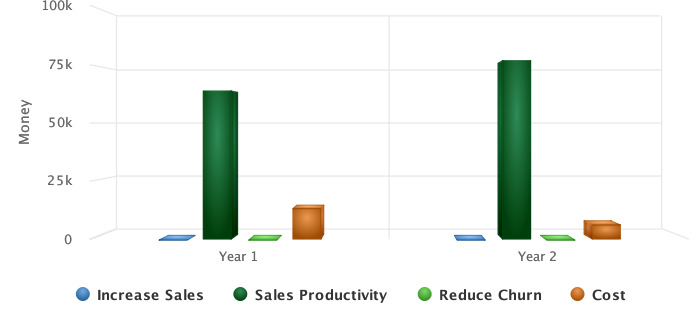 100k
75k
50k
25k
0
Money
Year 1
Year 2
Increase Sales
Sales Productivity
Reduce Churn
Cost